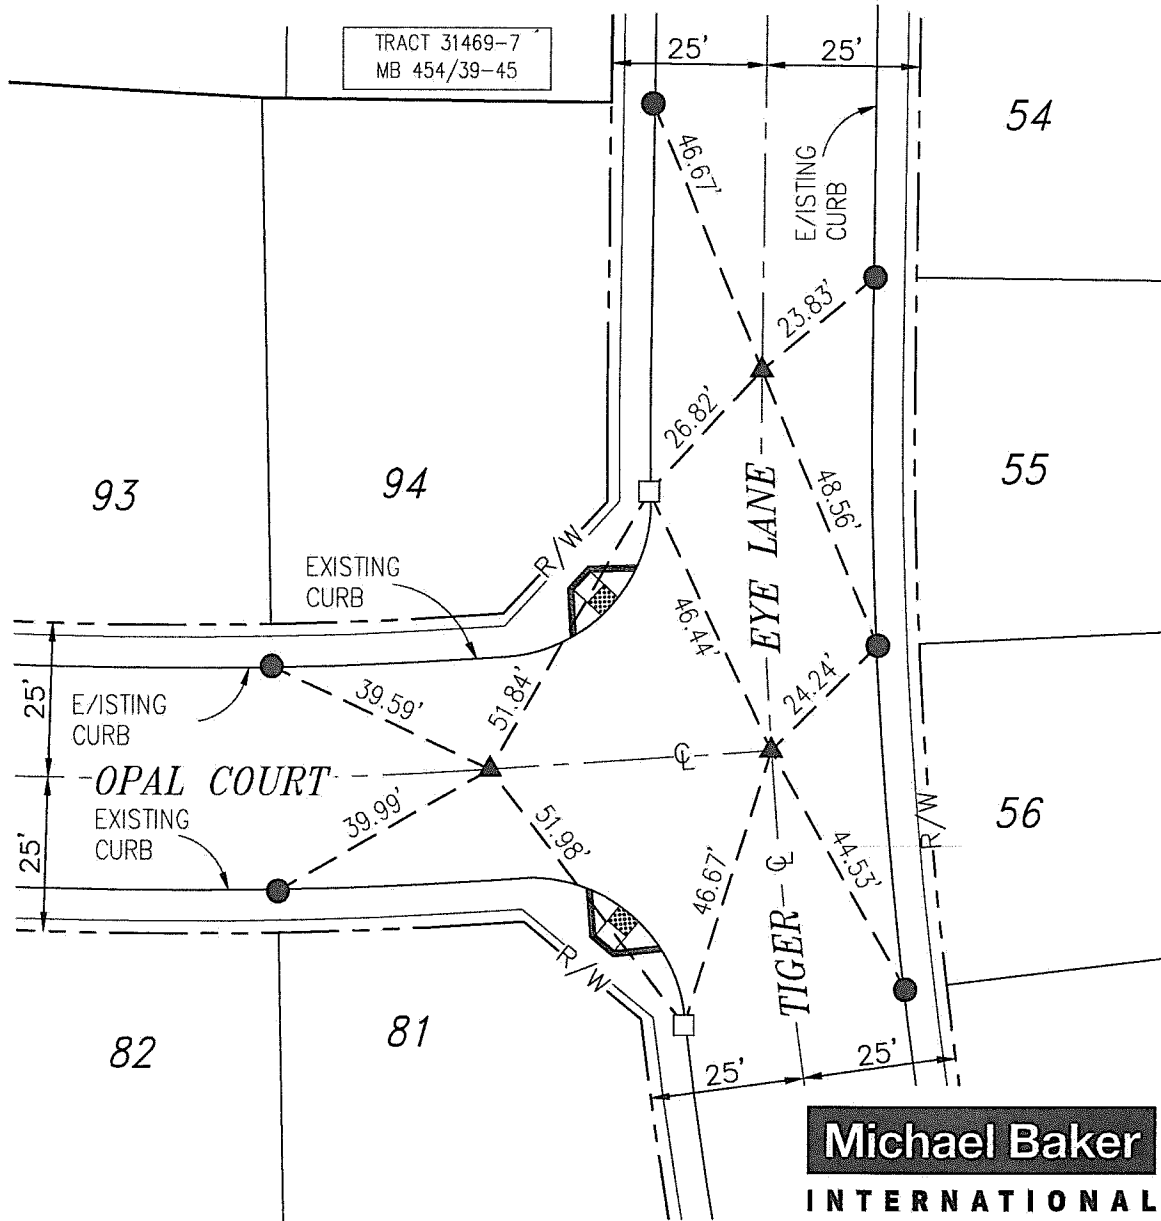 TRACT 31469-7
MB 454/39-45
25'
25'
54
46.67'
E/ISTING
CURB
23.83'
26.82'
93
94
55
48.56'
EYE LANE
R/W
EXISTING
CURB
46.44'
25'
39.59'
51.84'
24.24'
E/ISTING
CURB
OPAL COURT
℄
EXISTING
CURB
39.99'
51.98'
56
R/W
25'
46.67'
℄
44.53'
TIGER
R/W
82
81
25'
25'
Michael Baker
INTERNATIONAL